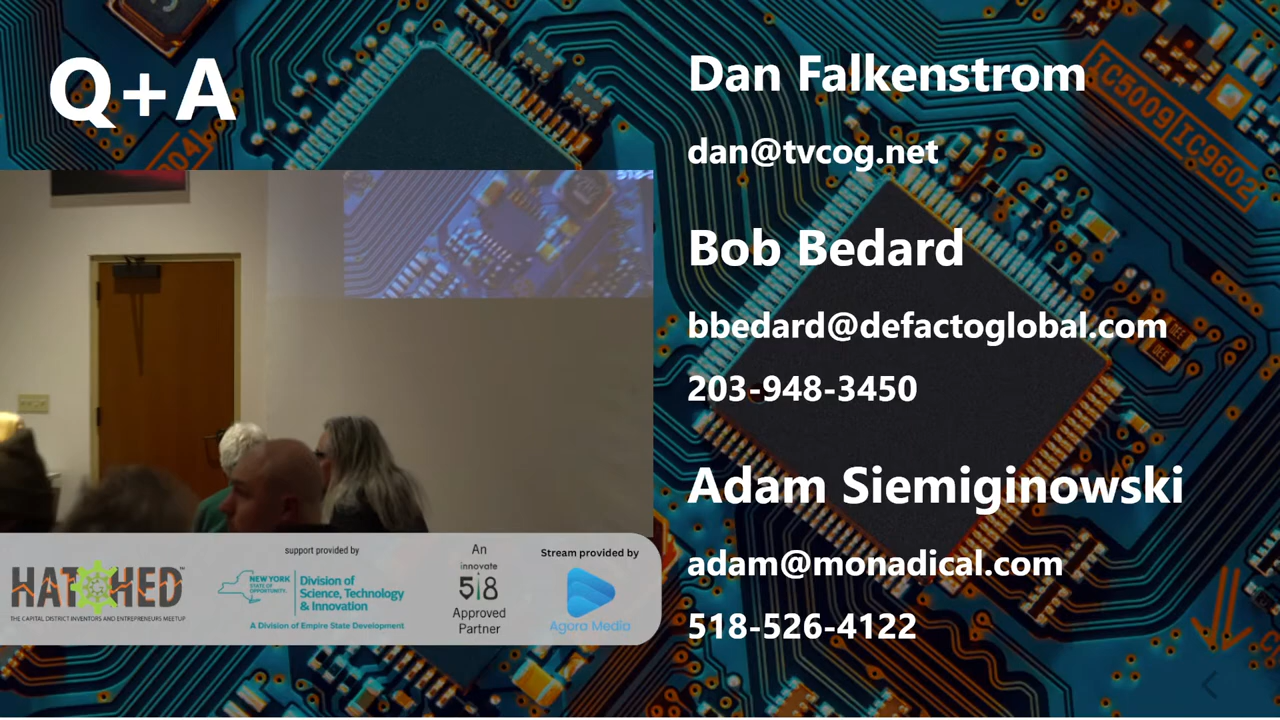 Q+A
Dan Falkenstrom
dan@tvcog.net
Bob Bedard
bbedard@defactoglobal.com
203-948-3450
Adam Siemiginowski
adam@monadical.com
518-526-4122
IC5009
IC9602
support provided by
HATCHED
THE CAPITAL DISTRICT INVENTORS AND ENTREPRENEURS MEETUP
NEW YORK
STATE OF
OPPORTUNITY.
Division of
Science, Technology
& Innovation
A Division of Empire State Development
An
innovate
518
Approved
Partner
Stream provided by
Agora Media